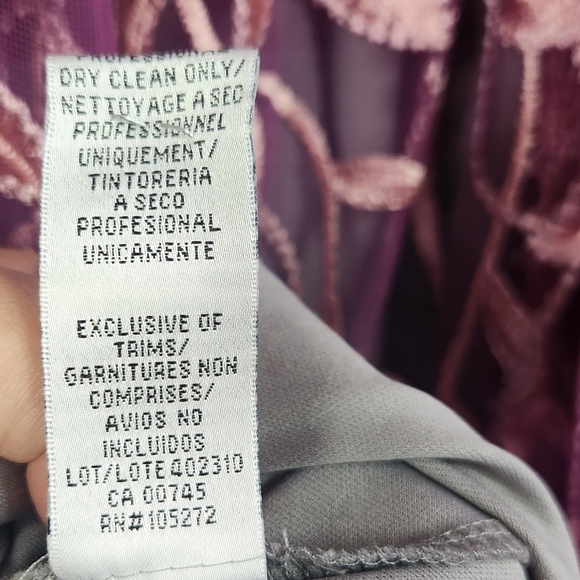 PROFESSIONAL
DRY CLEAN ONLY/
NETTOYAGE A SEC
PROFESSIONNEL
UNIQUEMENT/
TINTORERIA
A SECO
PROFESIONAL
UNICAMENTE
EXCLUSIVE OF
TRIMS/
GARNITURES NON
COMPRISES/
AVIOS NO
INCLUIDOS
LOT/LOTE 402310
CA 00745
RN# 105272